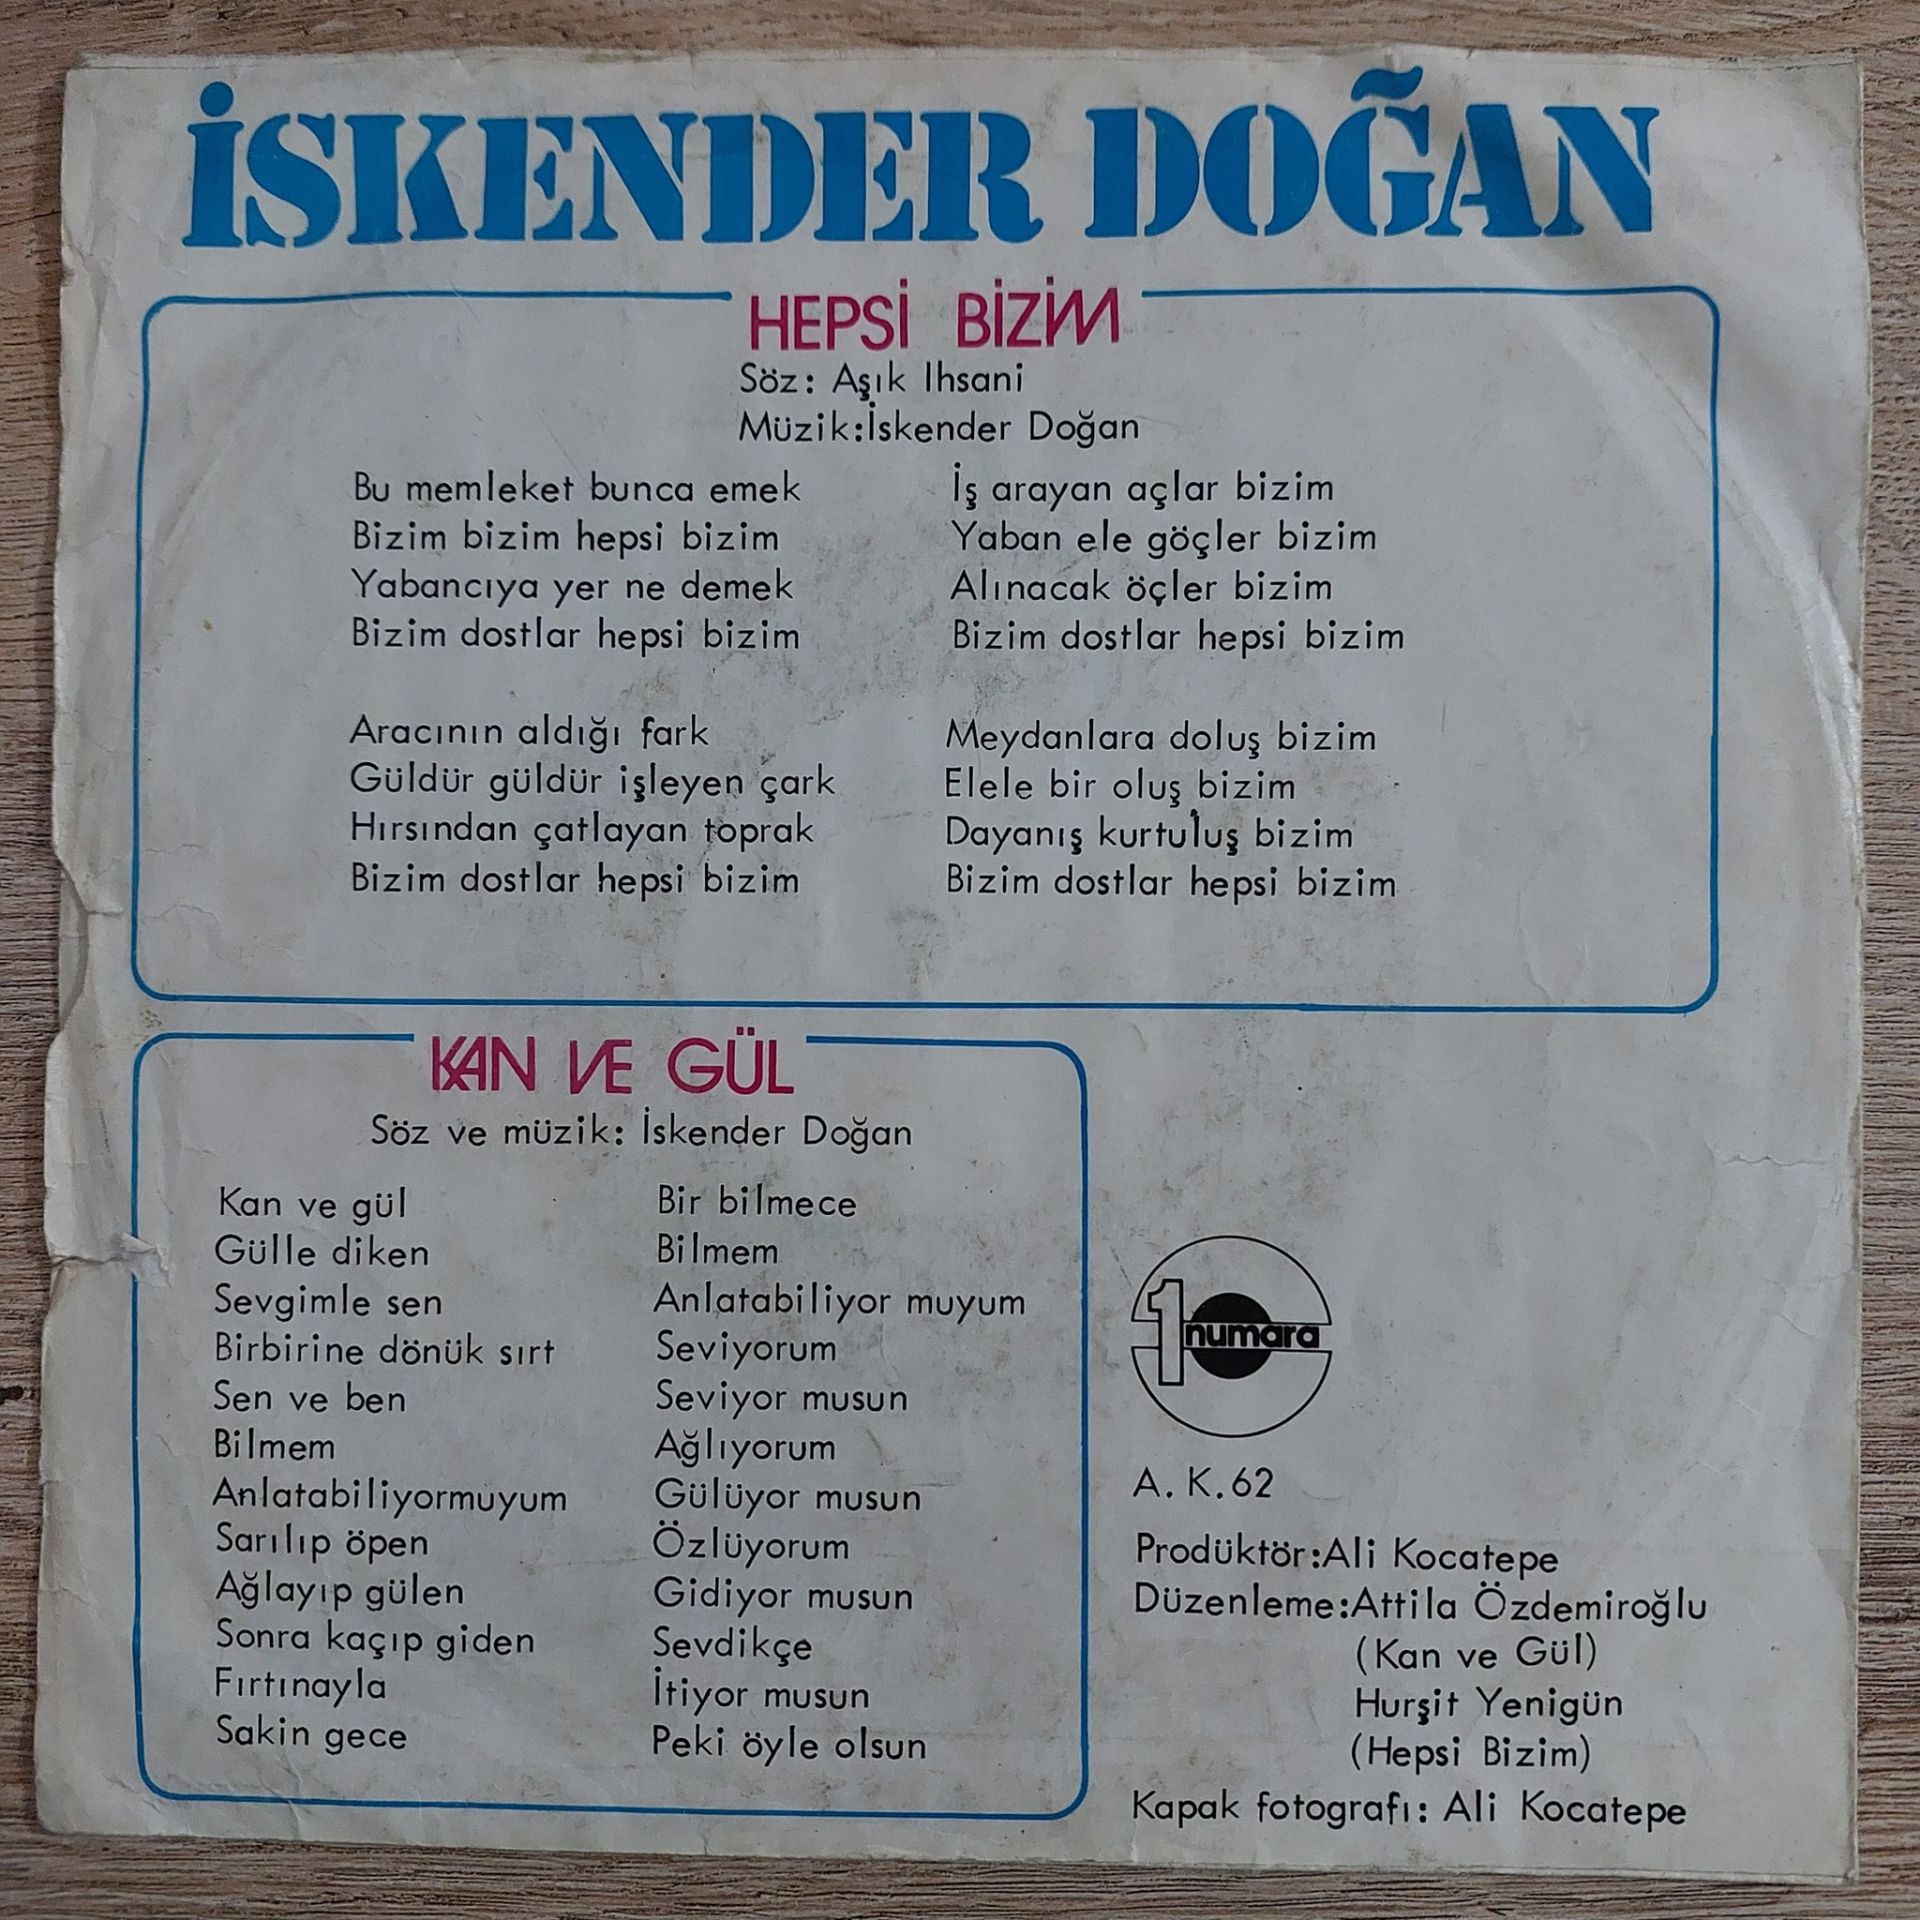 İSKENDER DOĞAN
HEPSİ BİZİM
Söz: Aşık Ihsani
Müzik:İskender Doğan
Bu memleket bunca emek
Bizim bizim hepsi bizim
Yabancıya yer ne demek
Bizim dostlar hepsi bizim
Aracının aldığı fark
Güldür güldür işleyen çark
Hırsından çatlayan toprak
Bizim dostlar hepsi bizim
İş arayan açlar bizim
Yaban ele göçler bizim
Alınacak öçler bizim
Bizim dostlar hepsi bizim
Meydanlara doluş bizim
Elele bir oluş bizim
Dayanış kurtuluş bizim
Bizim dostlar hepsi bizim
KAN VE GÜL
Söz ve müzik: İskender Doğan
Kan ve gül
Gülle diken
Sevgimle sen
Birbirine dönük sırt
Sen ve ben
Bilmem
Anlatabiliyormuyum
Sarılıp öpen
Ağlayıp gülen
Sonra kaçıp giden
Fırtınayla
Sakin gece
Bir bilmece
Bilmem
Anlatabiliyor muyum
Seviyorum
Seviyor musun
Ağlıyorum
Gülüyor musun
Özlüyorum
Gidiyor musun
Sevdikçe
İtiyor musun
Peki öyle olsun
1 numara
A. K. 62
Prodüktör:Ali Kocatepe
Düzenleme:Attila Özdemiroğlu
(Kan ve Gül)
Hurşit Yenigün
(Hepsi Bizim)
Kapak fotografı: Ali Kocatepe